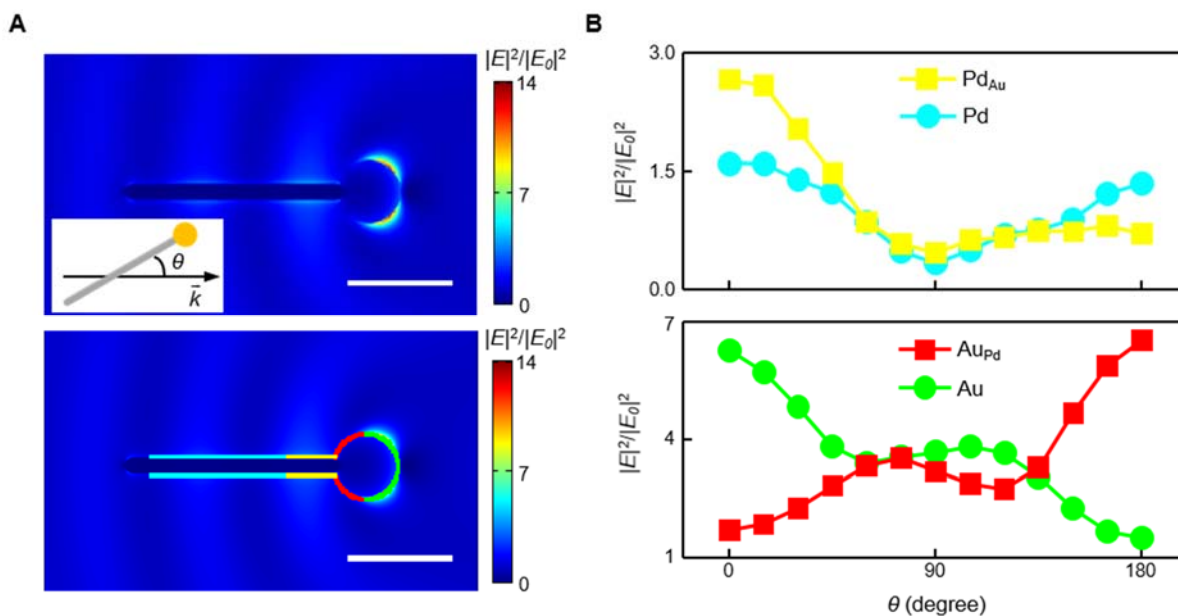 A
|E|²/|E₀|²
14
7
0
θ
k̄
|E|²/|E₀|²
14
7
0
B
3.0
1.5
0.0
|E|²/|E₀|²
Pd_Au
Pd
7
4
1
|E|²/|E₀|²
Au_Pd
Au
0
90
180
θ (degree)